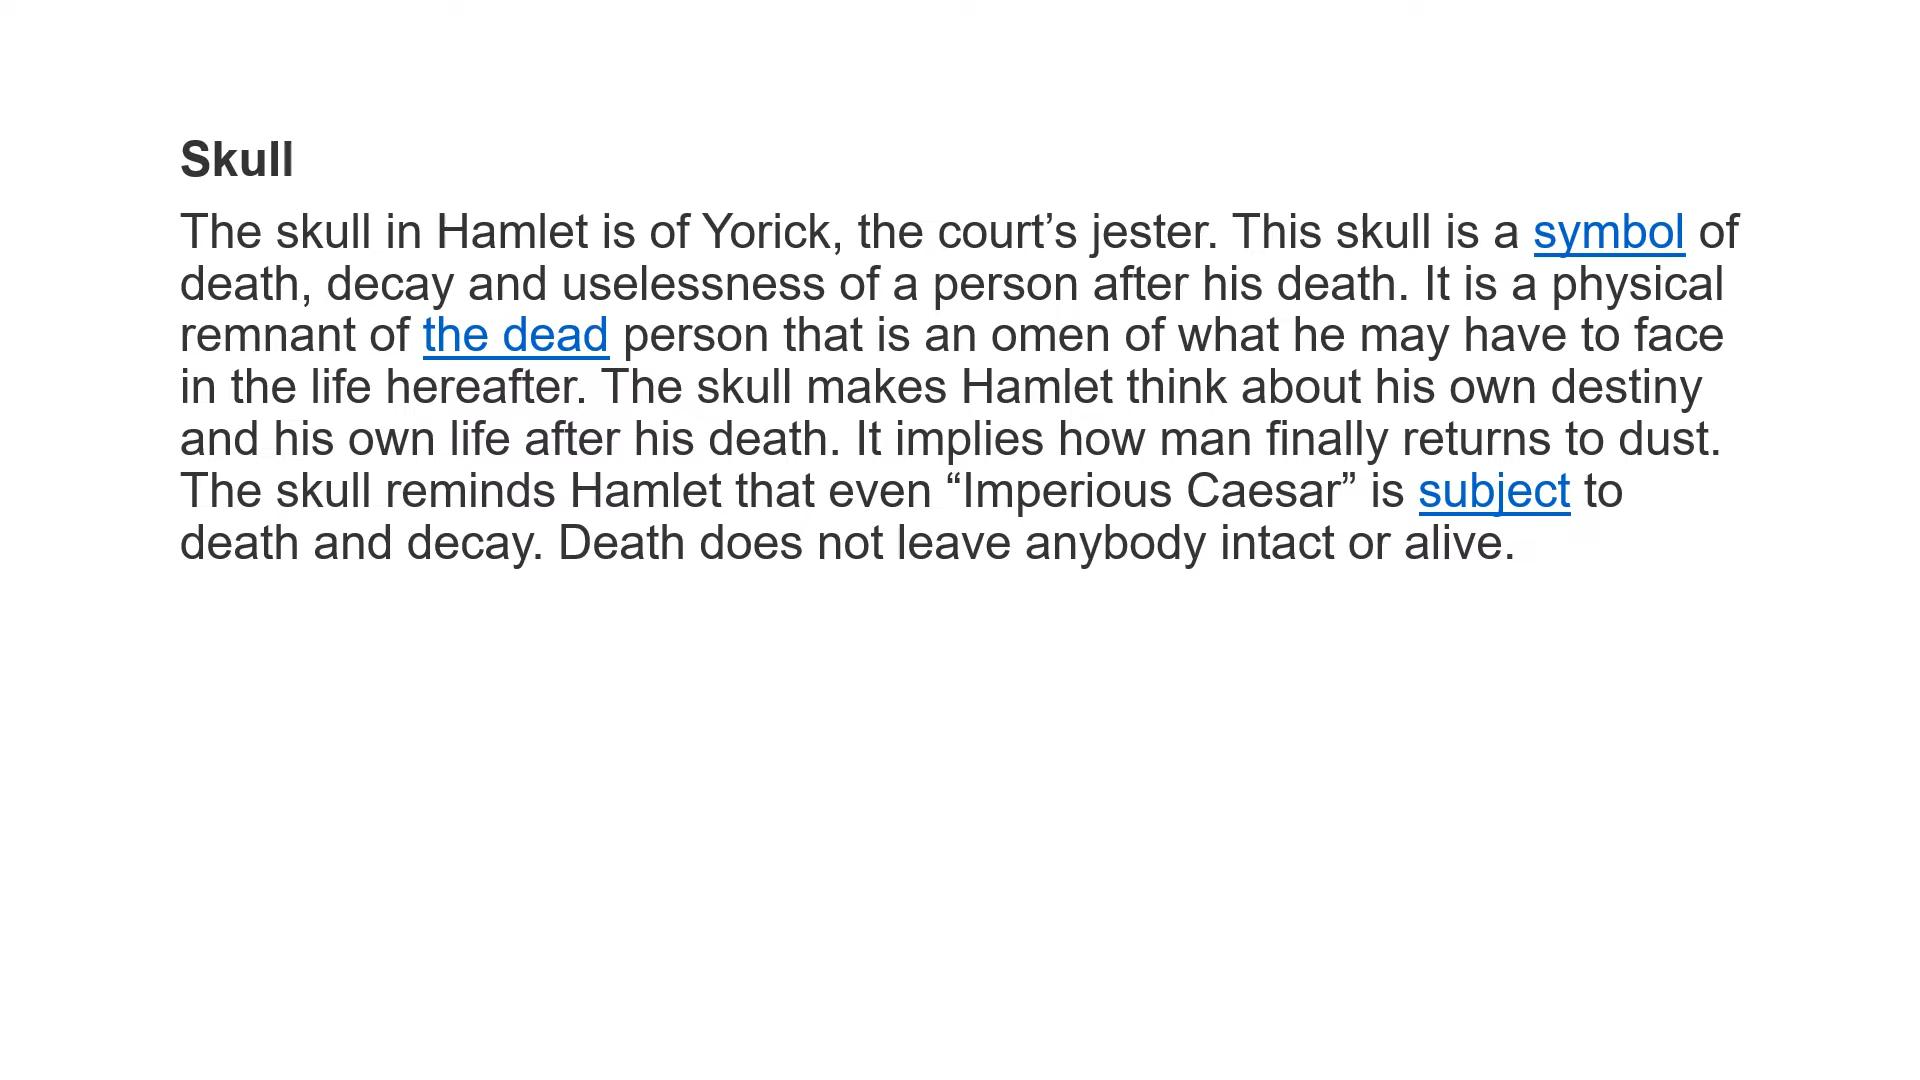 Skull
The skull in Hamlet is of Yorick, the court’s jester. This skull is a symbol of
death, decay and uselessness of a person after his death. It is a physical
remnant of the dead person that is an omen of what he may have to face
in the life hereafter. The skull makes Hamlet think about his own destiny
and his own life after his death. It implies how man finally returns to dust.
The skull reminds Hamlet that even “Imperious Caesar” is subject to
death and decay. Death does not leave anybody intact or alive.